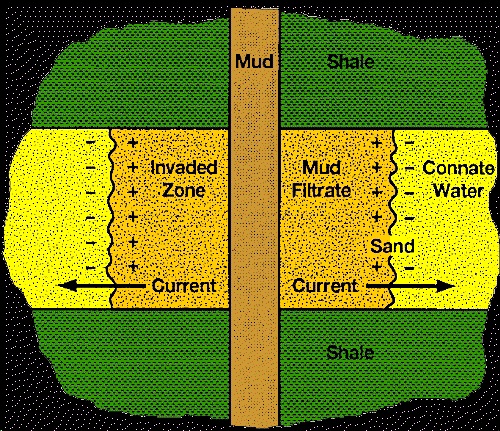 Mud
Shale
Invaded
Zone
Mud
Filtrate
Connate
Water
Sand
Current
Current
Shale